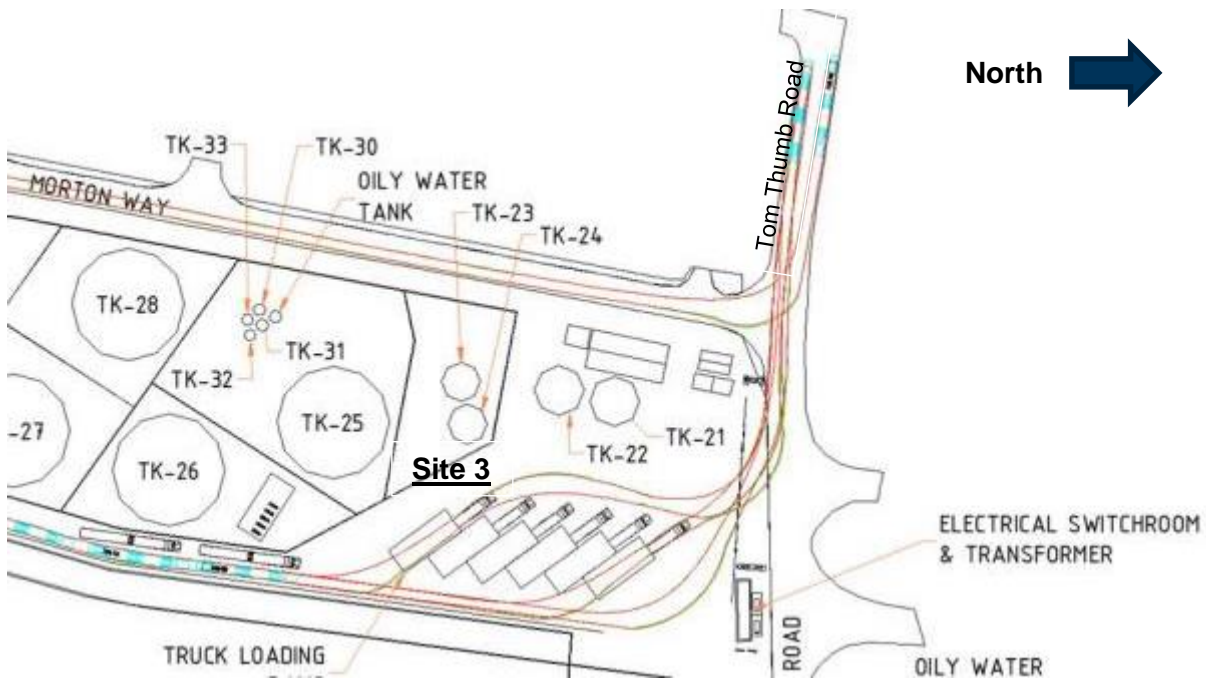 North
Tom Thumb Road
TK-33
TK-30
OILY WATER
TANK
TK-23
TK-24
MORTON WAY
TK-28
TK-31
TK-32
TK-25
TK-22
TK-21
-27
TK-26
Site 3
ELECTRICAL SWITCHROOM
& TRANSFORMER
TRUCK LOADING
ROAD
OILY WATER